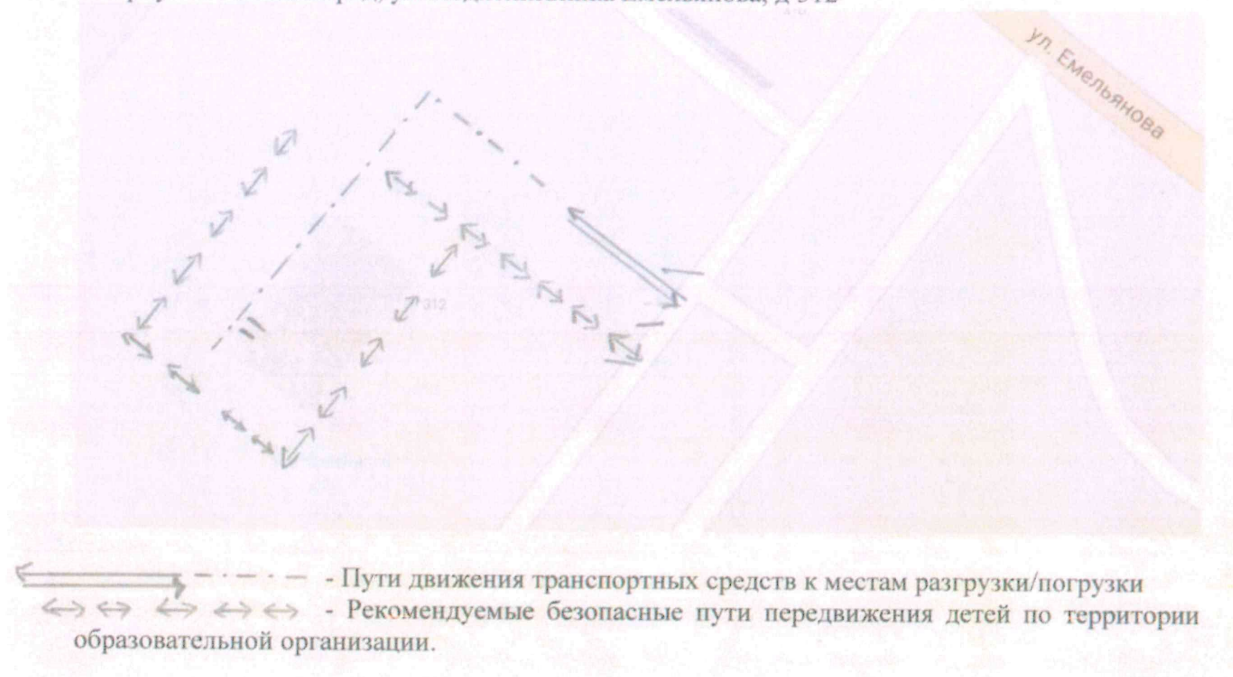 д 312
ул. Емельянова
312
- Пути движения транспортных средств к местам разгрузки/погрузки
- Рекомендуемые безопасные пути передвижения детей по территории
образовательной организации.